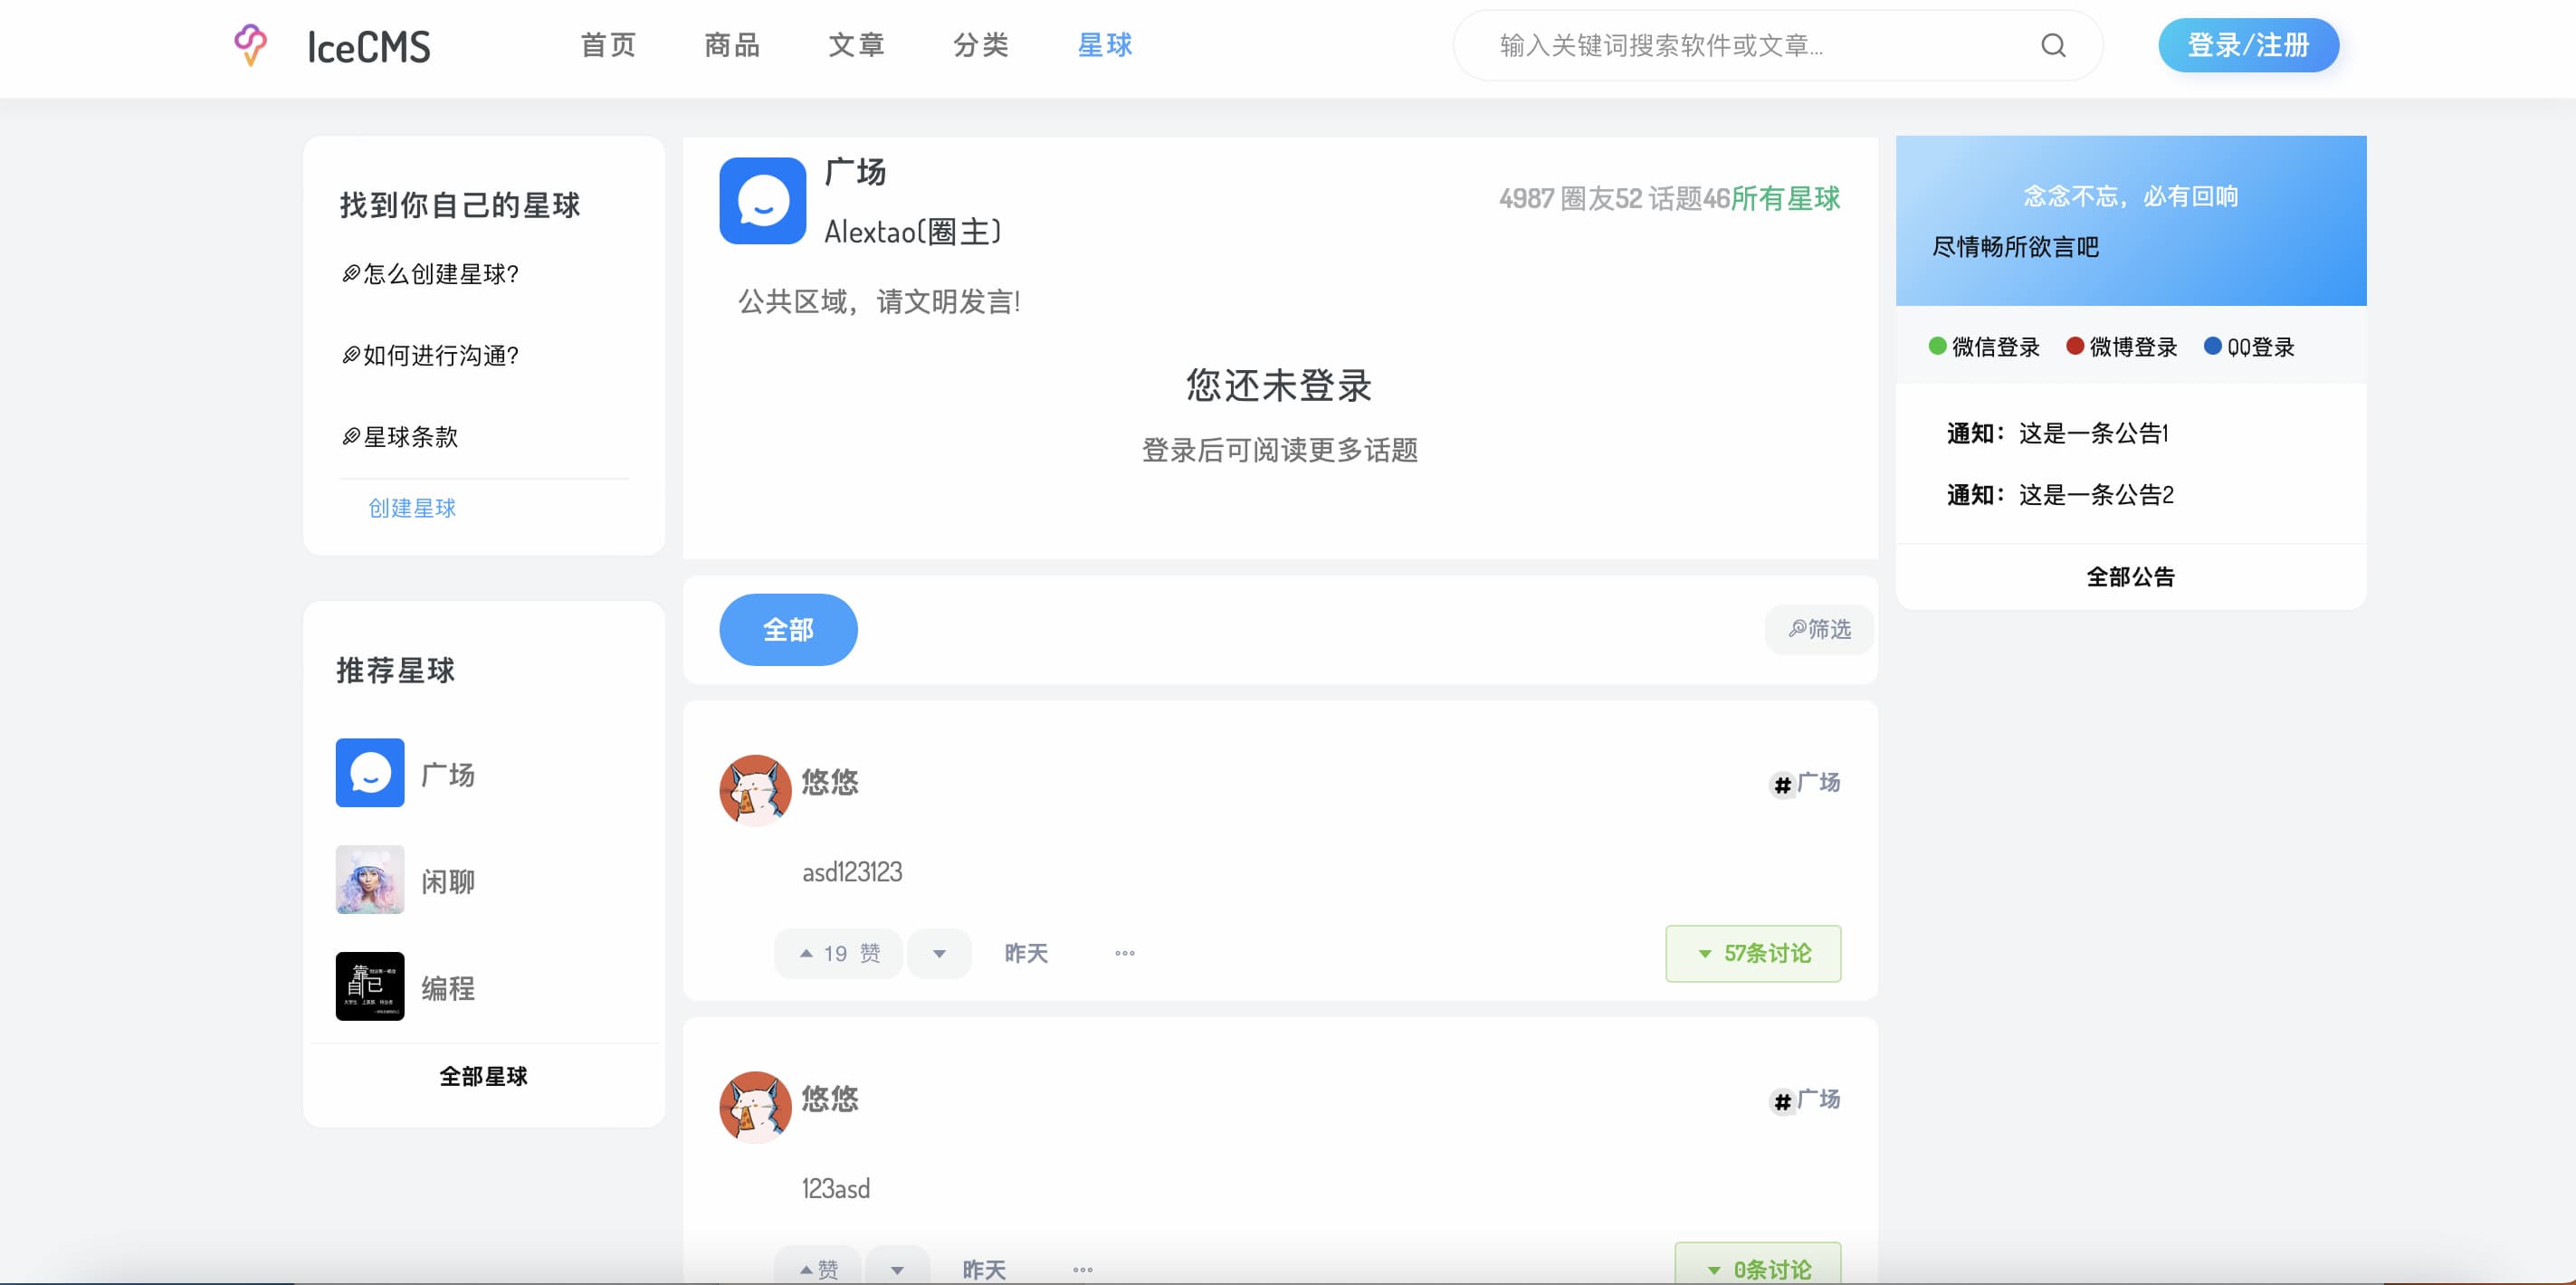 IceCMS
首页 商品 文章 分类 星球
输入关键词搜索软件或文章...
登录/注册
找到你自己的星球
怎么创建星球?
如何进行沟通?
星球条款
创建星球
推荐星球
广场
闲聊
靠
自己
编程
全部星球
广场
Alextao(圈主)
4987 圈友52 话题46所有星球
公共区域，请文明发言!
您还未登录
登录后可阅读更多话题
全部
筛选
悠悠
#广场
asd123123
19 赞
昨天
57条讨论
悠悠
#广场
123asd
赞
昨天
0条讨论
念念不忘，必有回响
尽情畅所欲言吧
微信登录 微博登录 QQ登录
通知：这是一条公告1
通知：这是一条公告2
全部公告